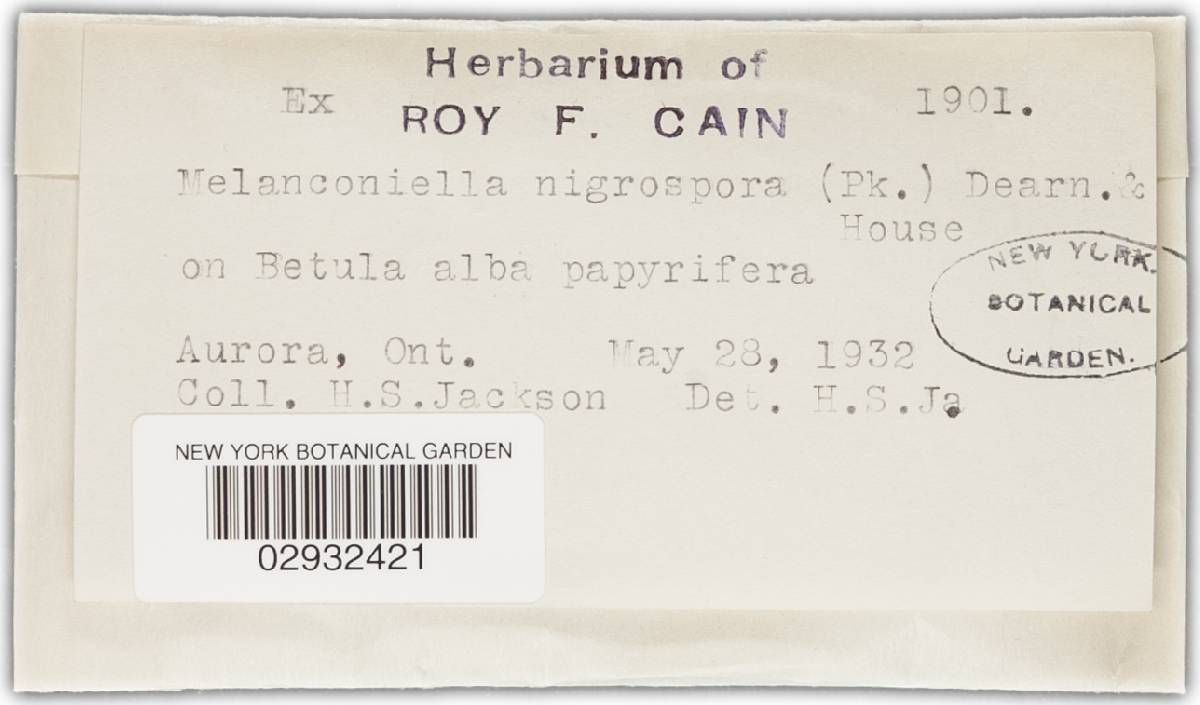 Herbarium of
Ex ROY F. CAIN 1901.
Melanconiella nigrospora (Pk.) Dearn.&
House
on Betula alba papyrifera
NEW YORK
BOTANICAL
GARDEN.
Aurora, Ont. May 28, 1932
Coll. H.S.Jackson Det. H.S.Ja.
NEW YORK BOTANICAL GARDEN
02932421